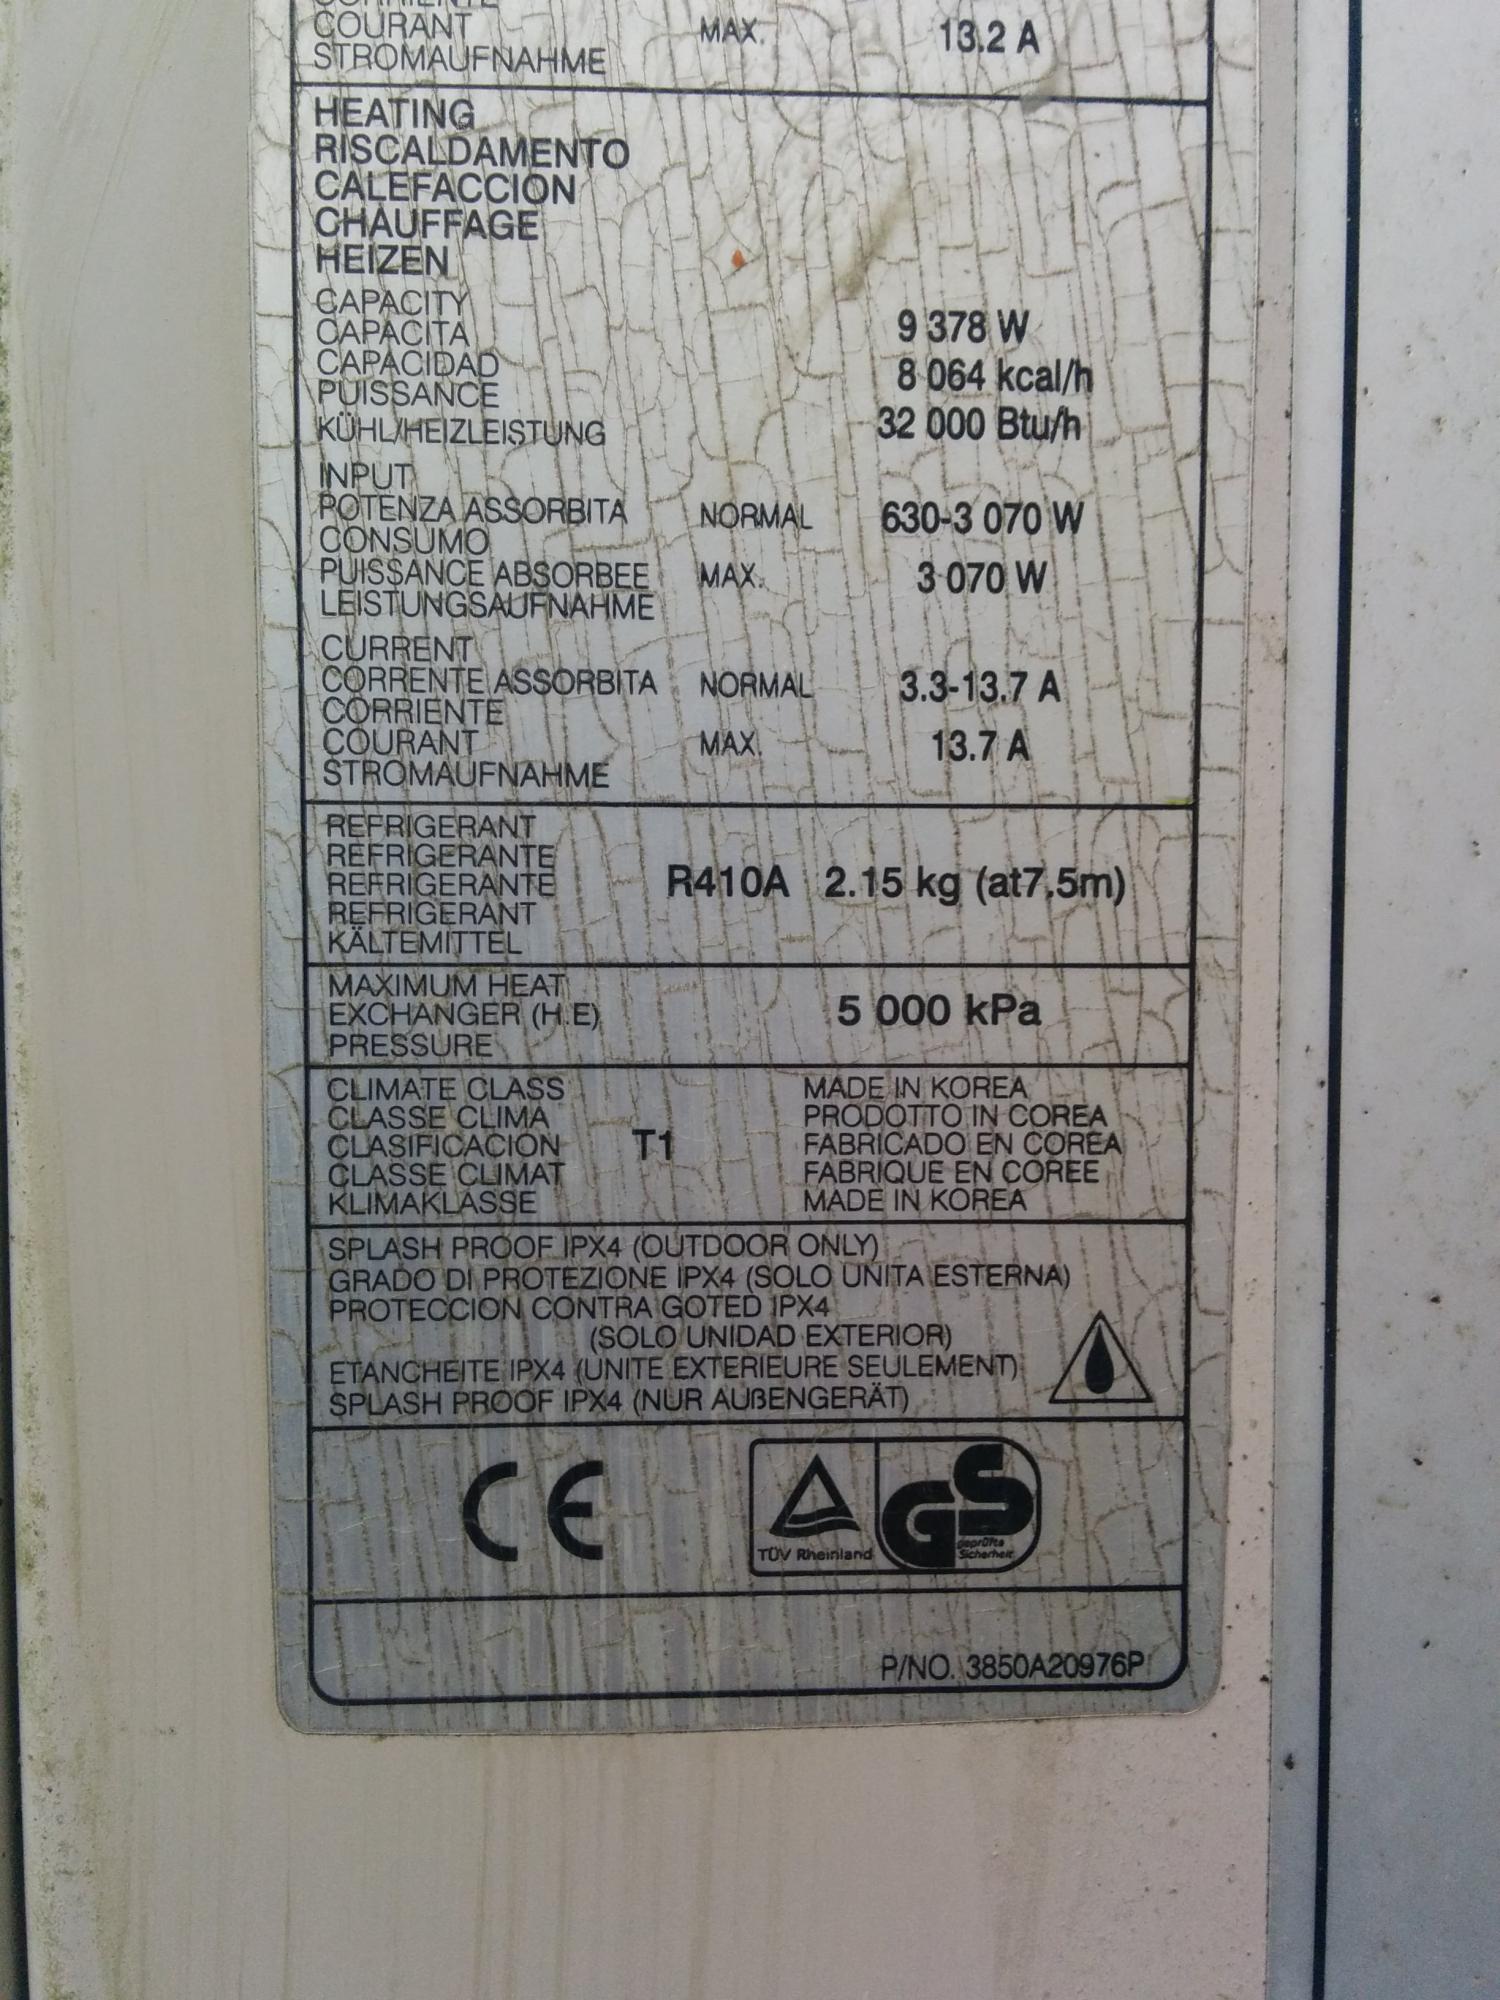 COURANT MAX. 13.2 A
STROMAUFNAHME
HEATING
RISCALDAMENTO
CALEFACCION
CHAUFFAGE
HEIZEN
CAPACITY
CAPACITA 9 378 W
CAPACIDAD 8 064 kcal/h
PUISSANCE
KÜHL/HEIZLEISTUNG 32 000 Btu/h
INPUT
POTENZA ASSORBITA NORMAL 630-3 070 W
CONSUMO
PUISSANCE ABSORBEE MAX. 3 070 W
LEISTUNGSAUFNAHME
CURRENT
CORRENTE ASSORBITA NORMAL 3.3-13.7 A
CORRIENTE
COURANT MAX. 13.7 A
STROMAUFNAHME
REFRIGERANT
REFRIGERANTE
REFRIGERANTE R410A 2.15 kg (at7.5m)
REFRIGERANT
KÄLTEMITTEL
MAXIMUM HEAT
EXCHANGER (H.E) 5 000 kPa
PRESSURE
CLIMATE CLASS MADE IN KOREA
CLASSE CLIMA PRODOTTO IN COREA
CLASIFICACION T1 FABRICADO EN COREA
CLASSE CLIMAT FABRIQUE EN COREE
KLIMAKLASSE MADE IN KOREA
SPLASH PROOF IPX4 (OUTDOOR ONLY)
GRADO DI PROTEZIONE IPX4 (SOLO UNITA ESTERNA)
PROTECCION CONTRA GOTED IPX4
(SOLO UNIDAD EXTERIOR)
ETANCHEITE IPX4 (UNITE EXTERIEURE SEULEMENT)
SPLASH PROOF IPX4 (NUR AUßENGERÄT)
CE
TÜV Rheinland
GS
geprüfte
Sicherheit
P/NO. 3850A20976P